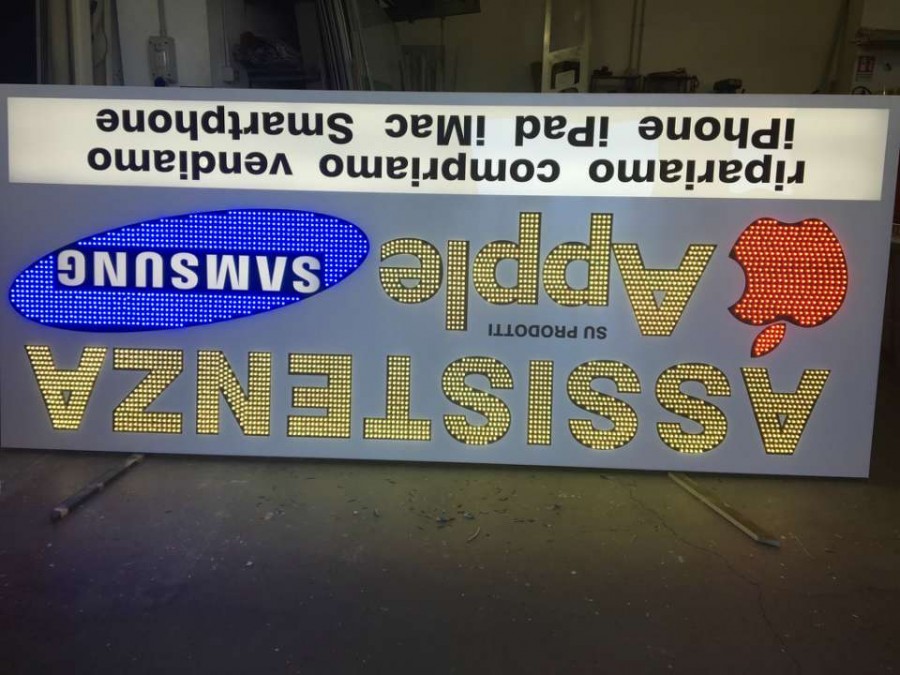 ASSISTENZA
SU PRODOTTI
Apple SAMSUNG
ripariamo compriamo vendiamo
iPhone iPad iMac Smartphone